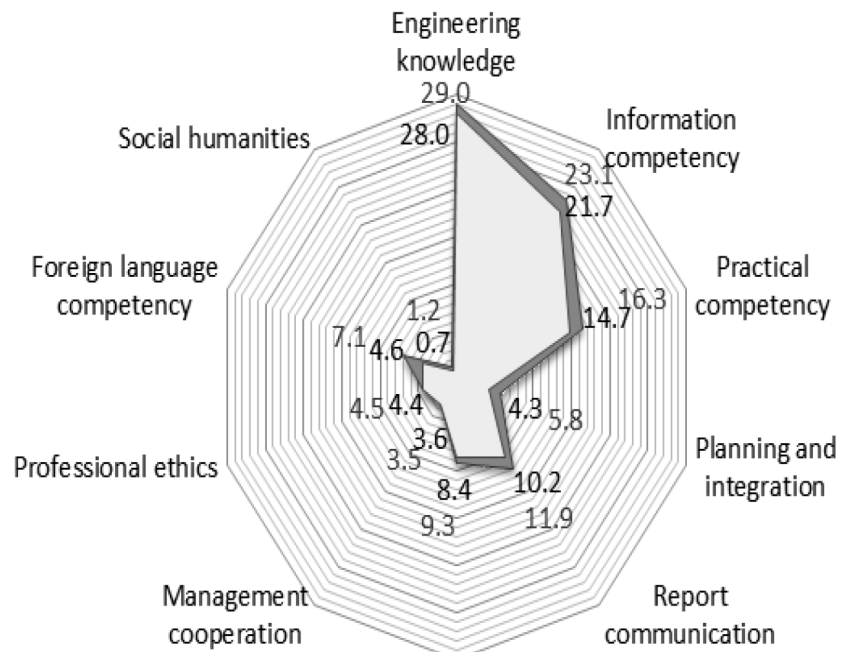 Engineering
knowledge
29.0
28.0
Social humanities
Information
competency
23.1
21.7
Foreign language
competency
Practical
competency
16.3
14.7
1.2
0.7
7.1
4.6
4.5
4.4
4.3
5.8
3.6
3.5
10.2
11.9
8.4
9.3
Professional ethics
Planning and
integration
Management
cooperation
Report
communication